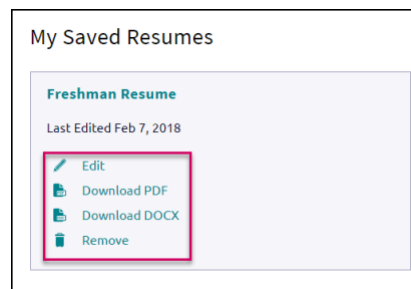 My Saved Resumes
Freshman Resume
Last Edited Feb 7, 2018
Edit
Download PDF
Download DOCX
Remove